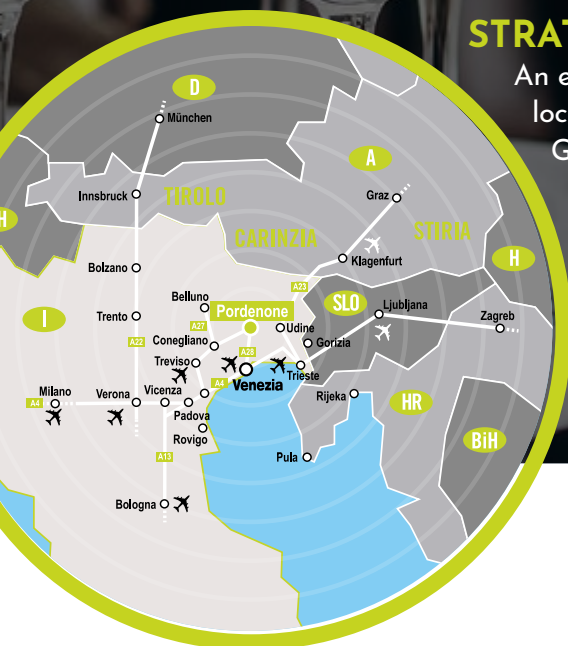 STRAT
An e
loc
G
D
München
A
Innsbruck
TIROLO
Graz
H
CARINZIA
STIRIA
Klagenfurt
H
Bolzano
A23
I
Belluno
SLO
Ljubljana
Trento
A27
Pordenone
Zagreb
Udine
A22
Conegliano
A28
Gorizia
Treviso
Venezia
Trieste
Milano
Verona
Vicenza
A4
Rijeka
A4
Padova
HR
Rovigo
BiH
A13
Pula
Bologna